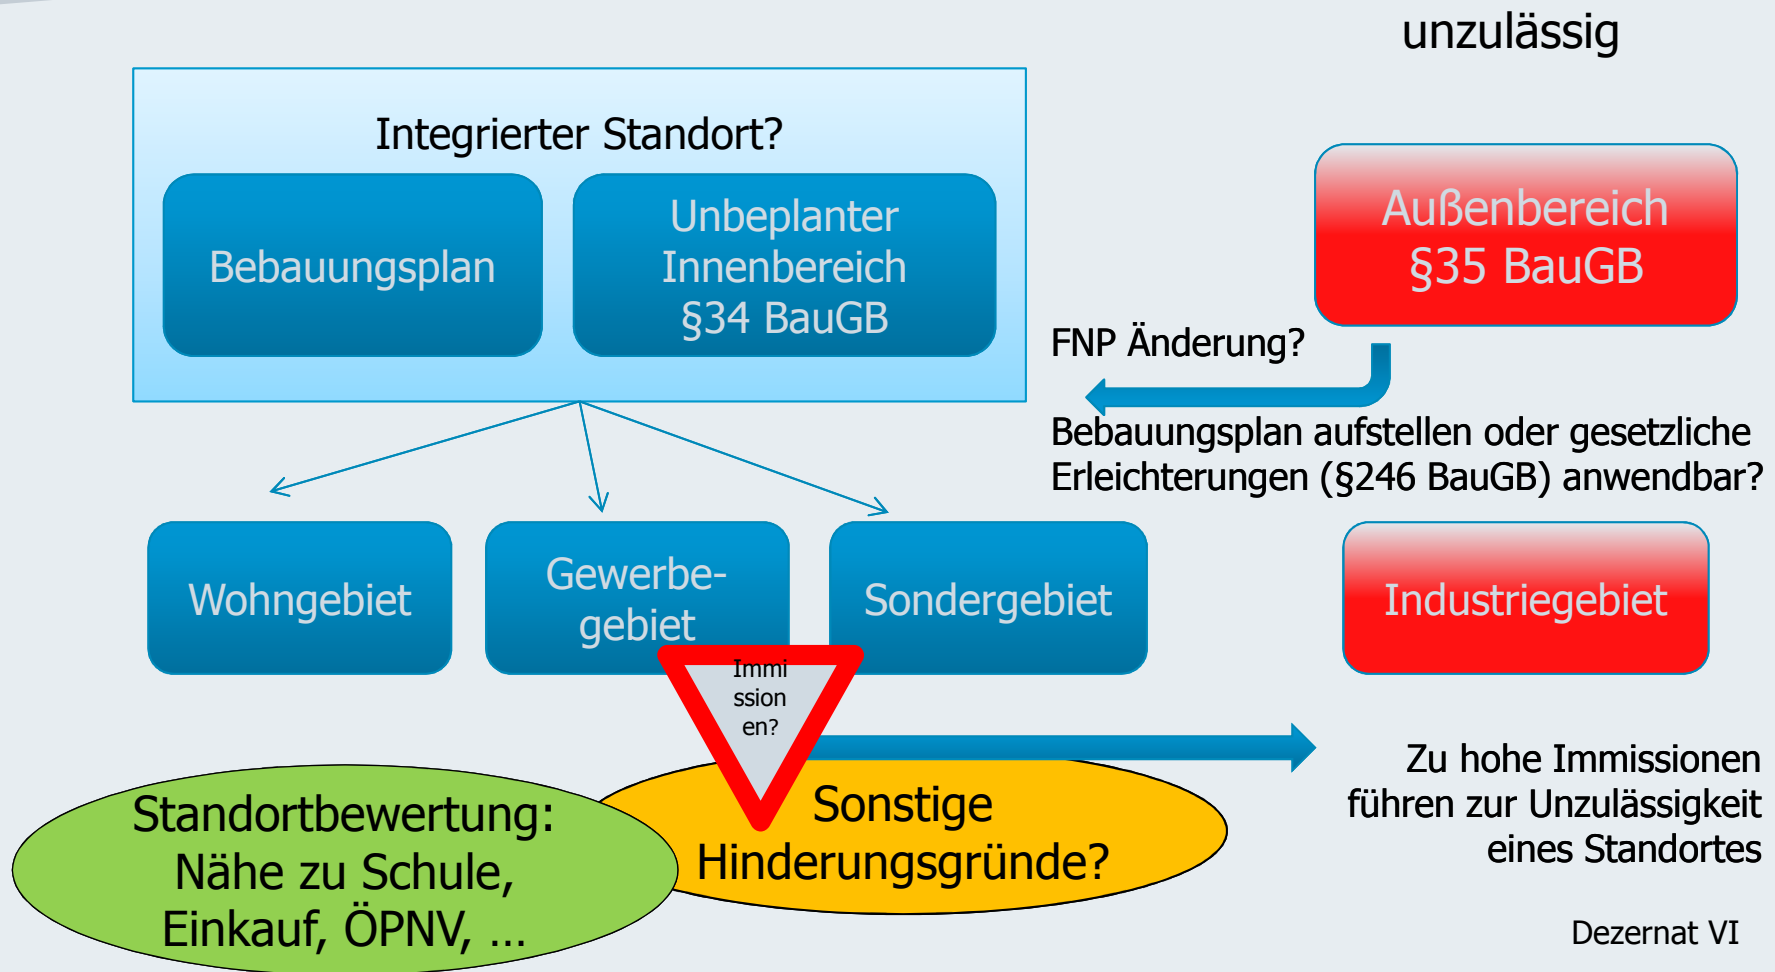 unzulässig
Integrierter Standort?
Bebauungsplan
Unbeplanter
Innenbereich
§34 BauGB
Außenbereich
§35 BauGB
FNP Änderung?
Bebauungsplan aufstellen oder gesetzliche
Erleichterungen (§246 BauGB) anwendbar?
Wohngebiet
Gewerbe-
gebiet
Sondergebiet
Industriegebiet
Immi
ssion
en?
Zu hohe Immissionen
führen zur Unzulässigkeit
eines Standortes
Standortbewertung:
Nähe zu Schule,
Einkauf, ÖPNV, ...
Sonstige
Hinderungsgründe?
Dezernat VI